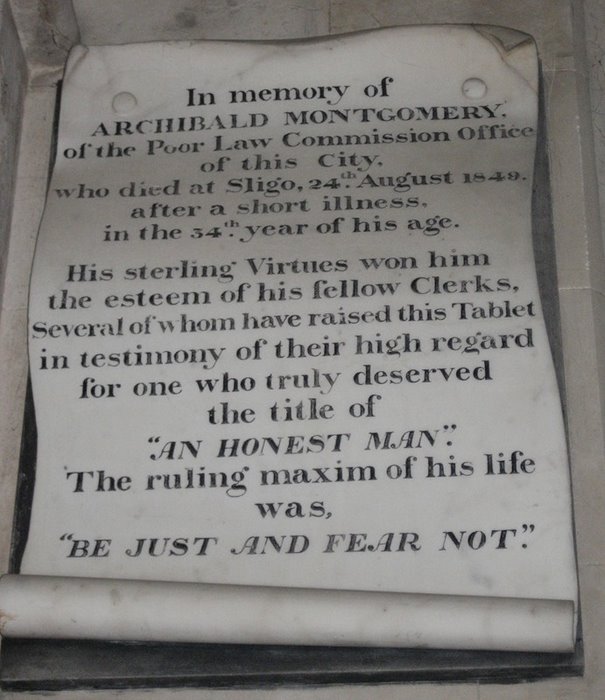 In memory of
ARCHIBALD MONTGOMERY.
of the Poor Law Commission Office
of this City,
who died at Sligo, 24th. August 1849.
after a short illness,
in the 34th. year of his age.
His sterling Virtues won him
the esteem of his fellow Clerks,
Several of whom have raised this Tablet
in testimony of their high regard
for one who truly deserved
the title of
"AN HONEST MAN".
The ruling maxim of his life
was,
"BE JUST AND FEAR NOT."